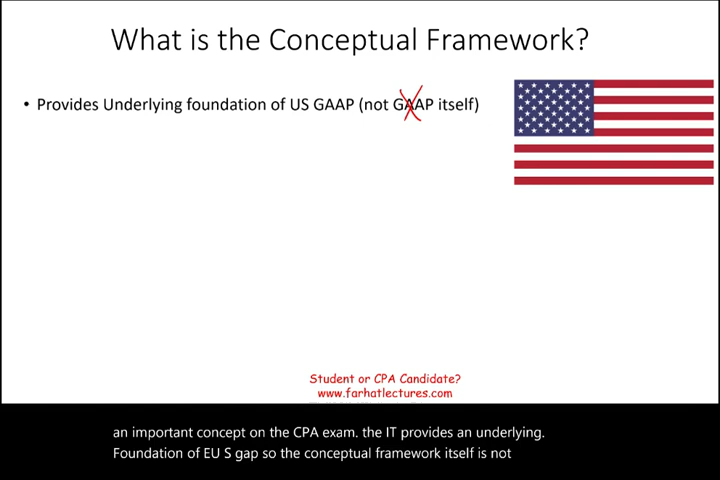 What is the Conceptual Framework?
• Provides Underlying foundation of US GAAP (not GAAP itself)
Student or CPA Candidate?
www.farhatlectures.com
an important concept on the CPA exam. the IT provides an underlying.
Foundation of EU S gap so the conceptual framework itself is not